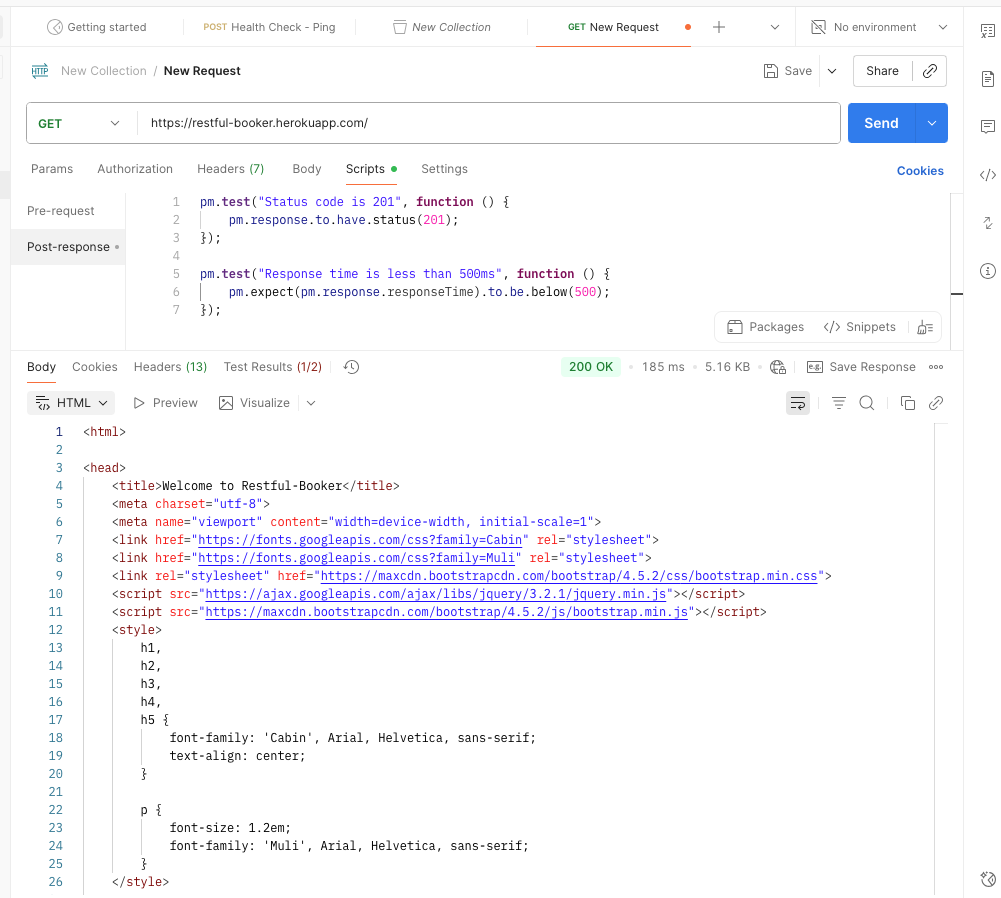 Getting started
POST Health Check - Ping
New Collection
GET New Request
No environment
HTTP New Collection / New Request
Save
Share
GET
https://restful-booker.herokuapp.com/
Send
Params
Authorization
Headers (7)
Body
Scripts
Settings
Cookies
Pre-request
Post-response
1 pm.test("Status code is 201", function () {
2     pm.response.to.have.status(201);
3 });
4
5 pm.test("Response time is less than 500ms", function () {
6     pm.expect(pm.response.responseTime).to.be.below(500);
7 });
Packages
</> Snippets
Body
Cookies
Headers (13)
Test Results (1/2)
200 OK
185 ms
5.16 KB
e.g. Save Response
HTML
Preview
Visualize
1 <html>
2
3 <head>
4     <title>Welcome to Restful-Booker</title>
5     <meta charset="utf-8">
6     <meta name="viewport" content="width=device-width, initial-scale=1">
7     <link href="https://fonts.googleapis.com/css?family=Cabin" rel="stylesheet">
8     <link href="https://fonts.googleapis.com/css?family=Muli" rel="stylesheet">
9     <link rel="stylesheet" href="https://maxcdn.bootstrapcdn.com/bootstrap/4.5.2/css/bootstrap.min.css">
10     <script src="https://ajax.googleapis.com/ajax/libs/jquery/3.2.1/jquery.min.js"></script>
11     <script src="https://maxcdn.bootstrapcdn.com/bootstrap/4.5.2/js/bootstrap.min.js"></script>
12     <style>
13         h1,
14         h2,
15         h3,
16         h4,
17         h5 {
18             font-family: 'Cabin', Arial, Helvetica, sans-serif;
19             text-align: center;
20         }
21
22         p {
23             font-size: 1.2em;
24             font-family: 'Muli', Arial, Helvetica, sans-serif;
25         }
26     </style>